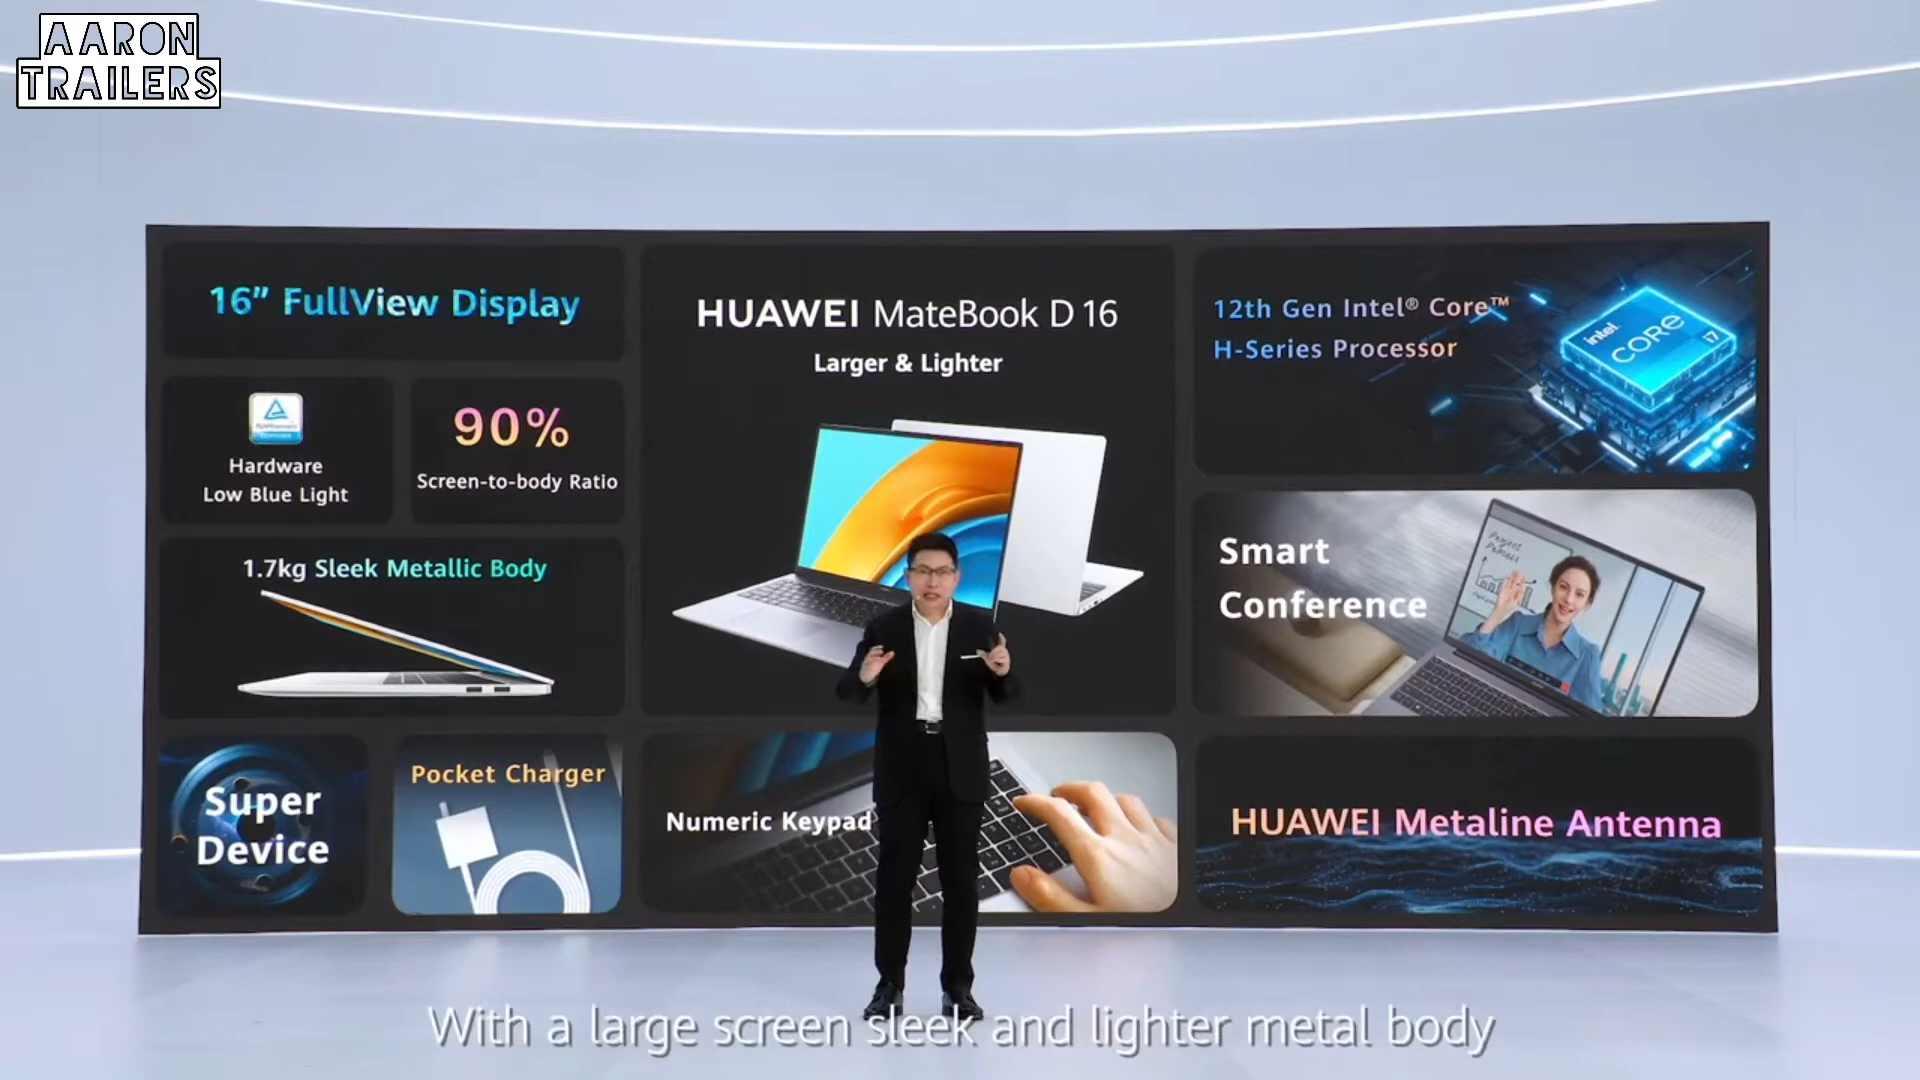 AARON
TRAILERS
16” FullView Display
Hardware
Low Blue Light
90%
Screen-to-body Ratio
1.7kg Sleek Metallic Body
Super
Device
Pocket Charger
HUAWEI MateBook D 16
Larger & Lighter
Numeric Keypad
12th Gen Intel® Core™
H-Series Processor
intel
CORE
i7
Smart
Conference
Project
HUAWEI Metaline Antenna
With a large screen sleek and lighter metal body